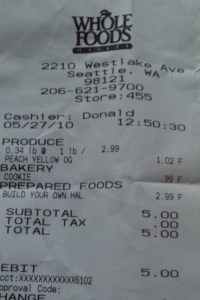 WHOLE
FOODS
MARKET
2210 Westlake Ave
Seattle, WA
98121
206-621-9700
Store:455
Cashier: Donald
05/27/10 12:50:30
PRODUCE
0.34 lb @ 1 lb / 2.99
PEACH YELLOW OG 1.02 F
BAKERY
COOKIE .99 F
PREPARED FOODS
BUILD YOUR OWN HAL 2.99 F
SUBTOTAL 5.00
TOTAL TAX .00
TOTAL 5.00
EBIT 5.00
cct:XXXXXXXXXXXX6102
pproval Code:
HANGE